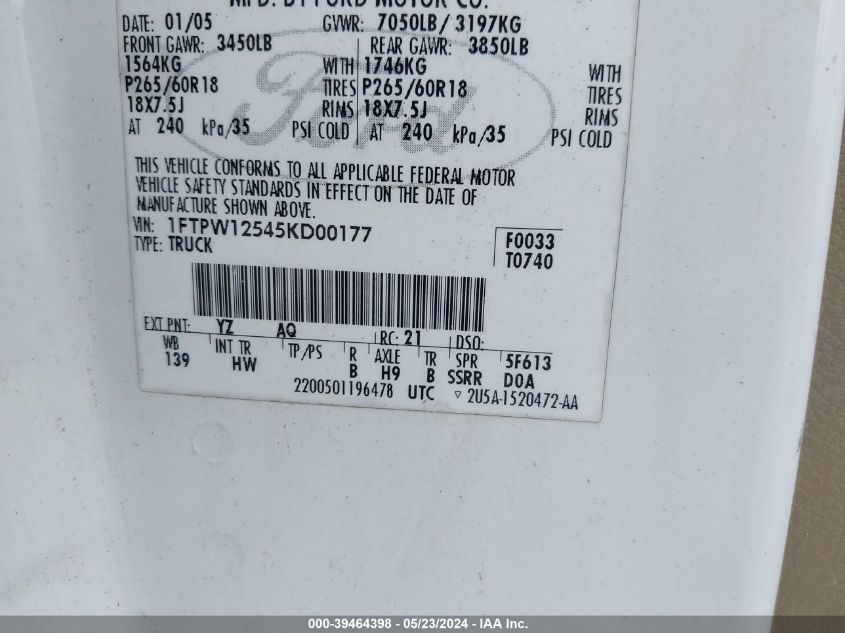 MFD. BY FORD MOTOR CO.
DATE: 01/05 GVWR: 7050LB/ 3197KG
FRONT GAWR: 3450LB REAR GAWR: 3850LB
1564KG WITH 1746KG WITH
P265/60R18 TIRES P265/60R18 TIRES
18X7.5J RIMS 18X7.5J RIMS
AT 240 kPa/35 PSI COLD AT 240 kPa/35 PSI COLD
Ford
THIS VEHICLE CONFORMS TO ALL APPLICABLE FEDERAL MOTOR
VEHICLE SAFETY STANDARDS IN EFFECT ON THE DATE OF
MANUFACTURE SHOWN ABOVE.
VIN: 1FTPW12545KD00177
TYPE: TRUCK
F0033
T0740
EXT PNT: YZ AQ RC: 21 DSO:
WB INT TR TP/PS R AXLE TR SPR 5F613
139 HW B H9 B SSRR DOA
2200501196478 UTC ▽ 2U5A-1520472-AA
000-39464398 - 05/23/2024 - IAA Inc.